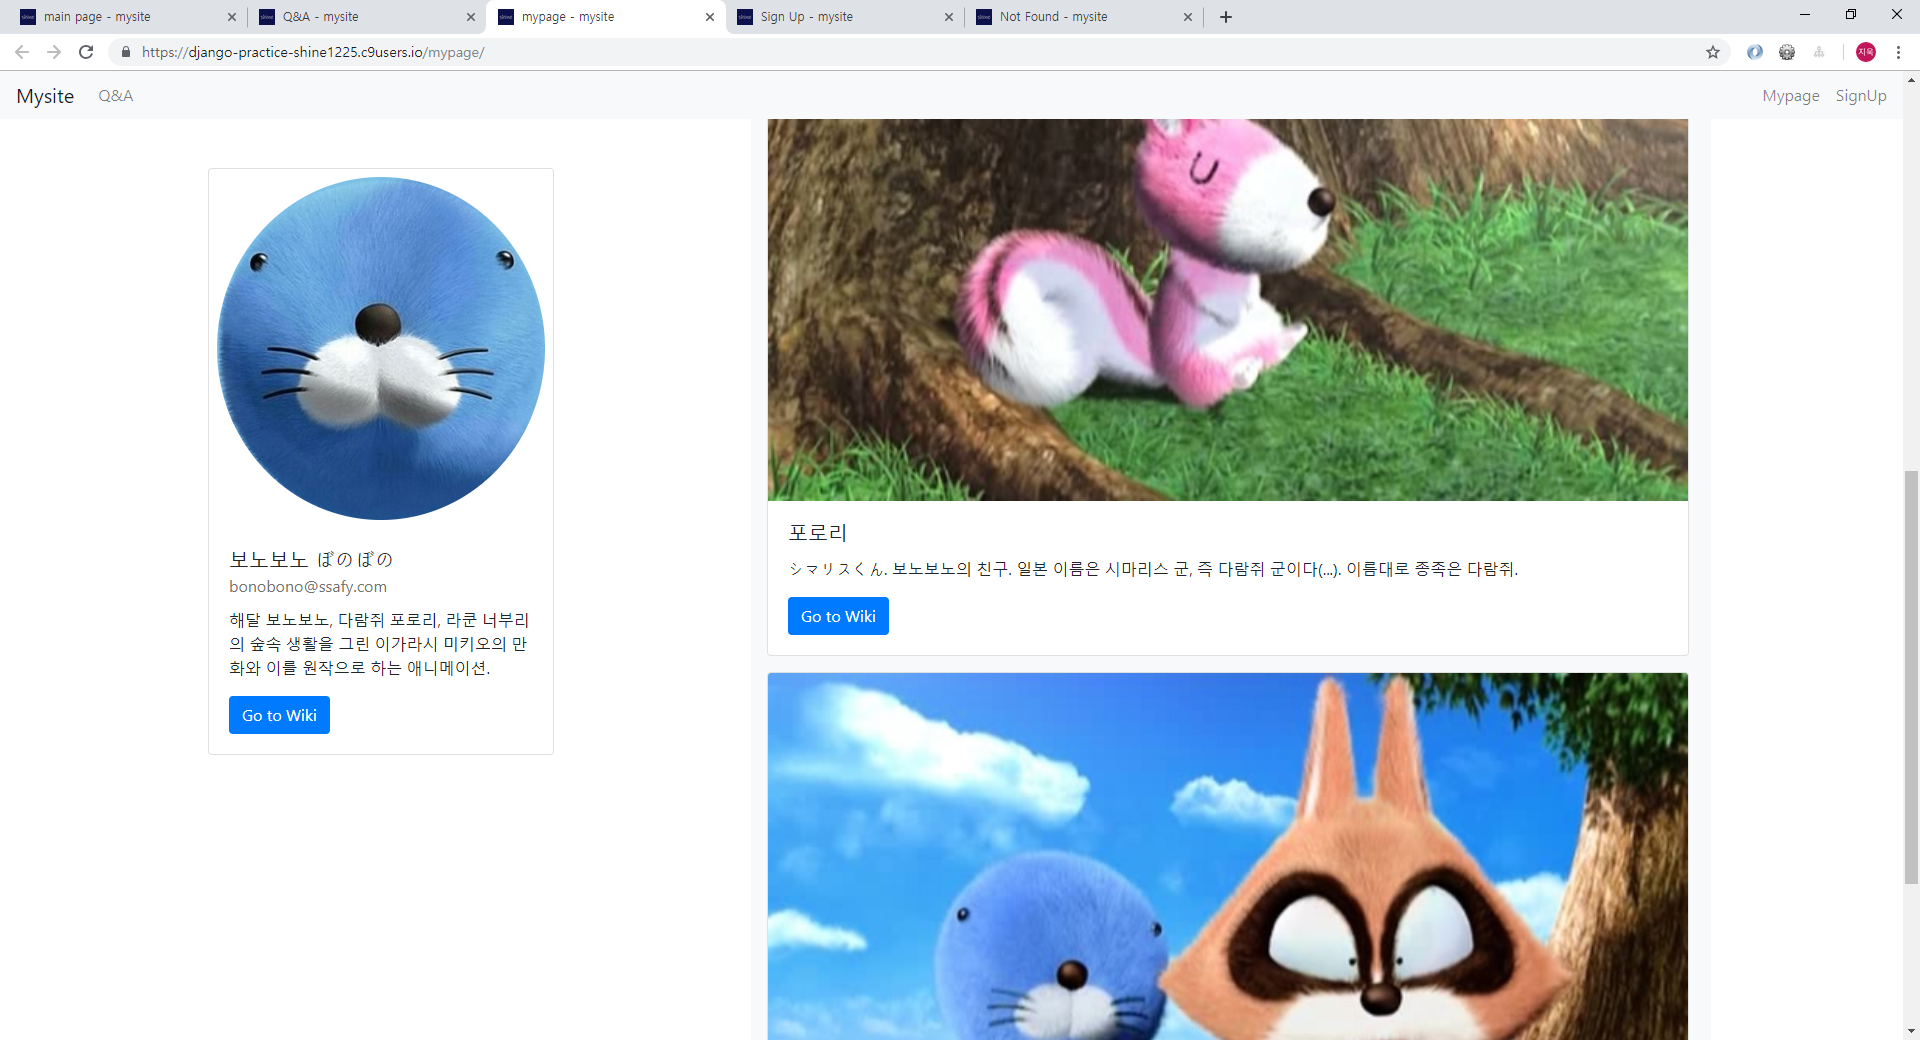 main page - mysite
Q&A - mysite
mypage - mysite
Sign Up - mysite
Not Found - mysite
https://django-practice-shine1225.c9users.io/mypage/
지욱
Mysite
Q&A
Mypage
SignUp
보노보노 ぼのぼの
bonobono@ssafy.com
해달 보노보노, 다람쥐 포로리, 라쿤 너부리
의 숲속 생활을 그린 이가라시 미키오의 만
화와 이를 원작으로 하는 애니메이션.
Go to Wiki
포로리
シマリスくん. 보노보노의 친구. 일본 이름은 시마리스 군, 즉 다람쥐 군이다(...). 이름대로 종족은 다람쥐.
Go to Wiki